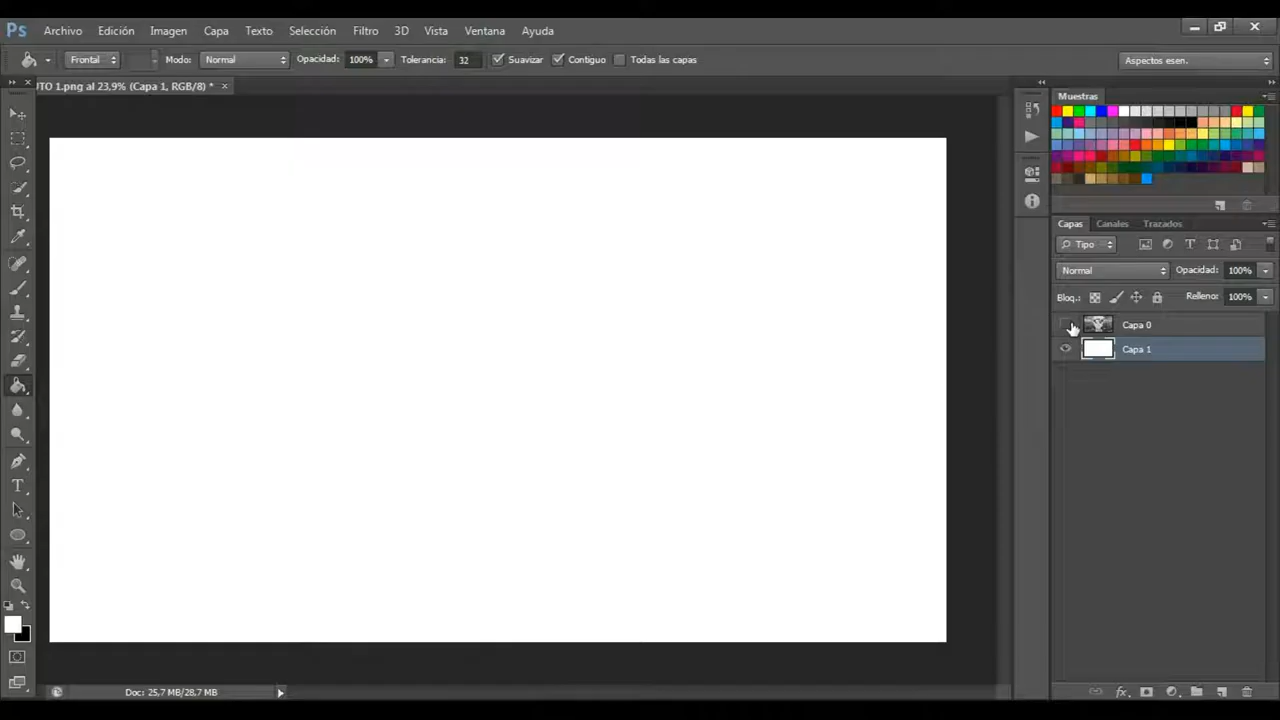 Ps Archivo Edición Imagen Capa Texto Selección Filtro 3D Vista Ventana Ayuda
Frontal Modo: Normal Opacidad: 100% Tolerancia: 32 Suavizar Contiguo Todas las capas Aspectos esen.
UTO 1.png al 23,9% (Capa 1, RGB/8) * ×
Muestras
Capas Canales Trazados
Tipo
Normal Opacidad: 100%
Bloq.: Relleno: 100%
Capa 0
Capa 1
Doc: 25,7 MB/28,7 MB